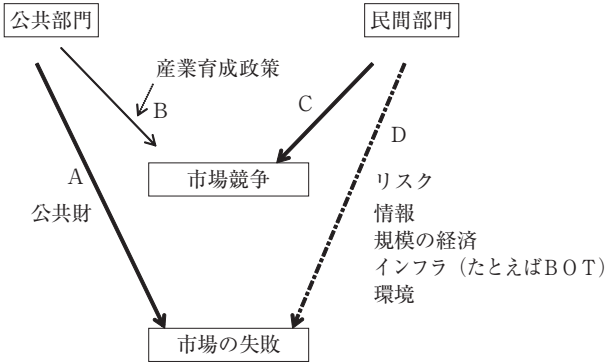 公共部門
民間部門
産業育成政策
B
C
D
市場競争
A
公共財
リスク
情報
規模の経済
インフラ（たとえばＢＯＴ）
環境
市場の失敗